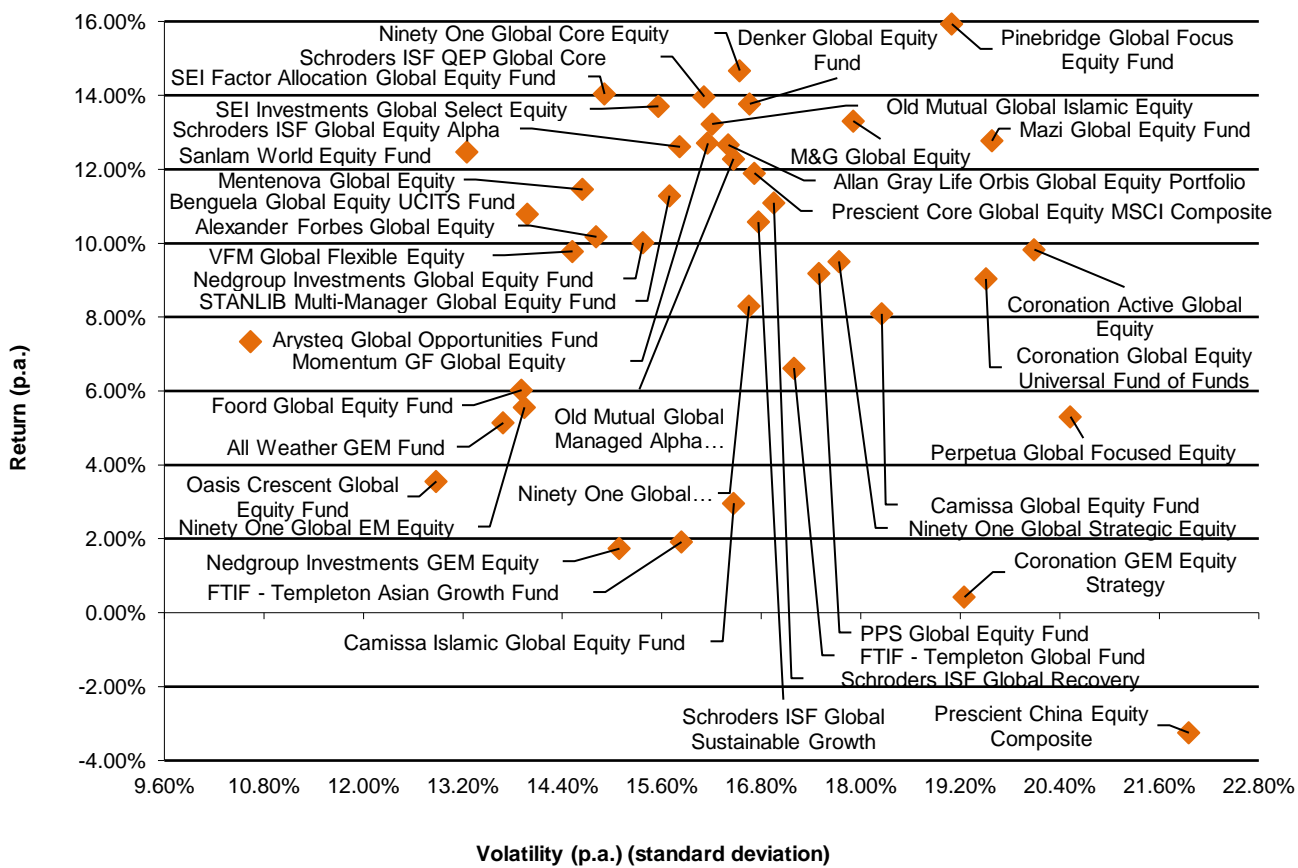 16.00%
14.00%
12.00%
10.00%
8.00%
6.00%
4.00%
2.00%
0.00%
-2.00%
-4.00%
Return (p.a.)
Ninety One Global Core Equity
Schroders ISF QEP Global Core
SEI Factor Allocation Global Equity Fund
SEI Investments Global Select Equity
Schroders ISF Global Equity Alpha
Sanlam World Equity Fund
Mentenova Global Equity
Benguela Global Equity UCITS Fund
Alexander Forbes Global Equity
VFM Global Flexible Equity
Nedgroup Investments Global Equity Fund
STANLIB Multi-Manager Global Equity Fund
Arysteq Global Opportunities Fund
Momentum GF Global Equity
Foord Global Equity Fund
All Weather GEM Fund
Oasis Crescent Global
Equity Fund
Ninety One Global EM Equity
Nedgroup Investments GEM Equity
FTIF - Templeton Asian Growth Fund
Camissa Islamic Global Equity Fund
Denker Global Equity
Fund
Pinebridge Global Focus
Equity Fund
Old Mutual Global Islamic Equity
Mazi Global Equity Fund
M&G Global Equity
Allan Gray Life Orbis Global Equity Portfolio
Prescient Core Global Equity MSCI Composite
Coronation Active Global
Equity
Coronation Global Equity
Universal Fund of Funds
Old Mutual Global
Managed Alpha…
Perpetua Global Focused Equity
Ninety One Global…
Camissa Global Equity Fund
Ninety One Global Strategic Equity
Coronation GEM Equity
Strategy
PPS Global Equity Fund
FTIF - Templeton Global Fund
Schroders ISF Global Recovery
Schroders ISF Global
Sustainable Growth
Prescient China Equity
Composite
9.60% 10.80% 12.00% 13.20% 14.40% 15.60% 16.80% 18.00% 19.20% 20.40% 21.60% 22.80%
Volatility (p.a.) (standard deviation)